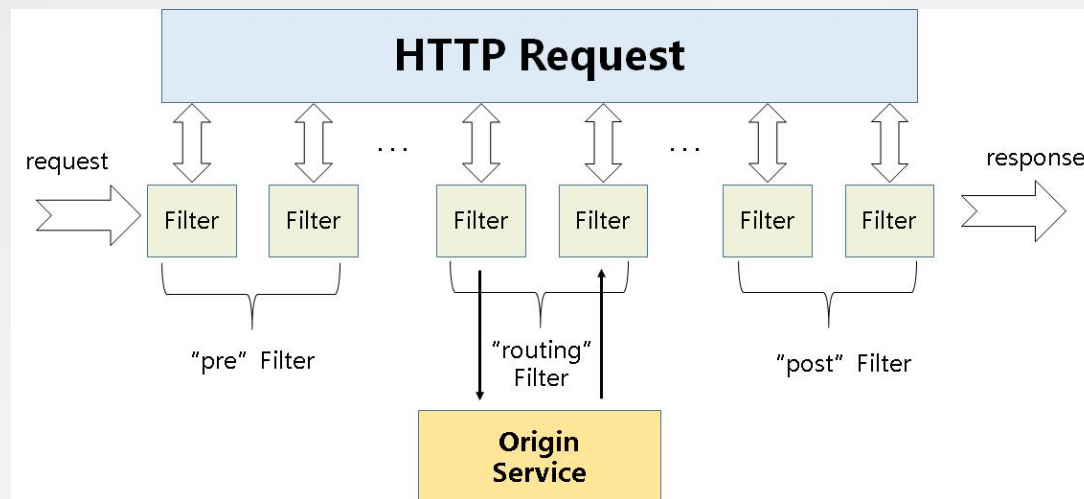 HTTP Request
request
...
...
response
Filter
Filter
Filter
Filter
Filter
Filter
"pre" Filter
"routing"
Filter
"post" Filter
Origin
Service